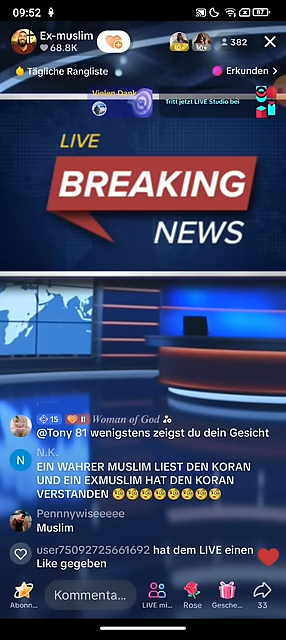 09:52
87
Ex-muslim
68.8K
382
Tägliche Rangliste
Erkunden >
Vielen Dank
Tritt jetzt LIVE Studio bei
LIVE
BREAKING
NEWS
15 II Woman of God
@Tony 81 wenigstens zeigst du dein Gesicht
N
N.K.
EIN WAHRER MUSLIM LIEST DEN KORAN
UND EIN EXMUSLIM HAT DEN KORAN
VERSTANDEN 🧐🧐🧐🧐🧐🧐🧐
Pennnywiseeeee
Muslim
user75092725661692 hat dem LIVE einen
Like gegeben
Abonn...
Kommenta...
LIVE mi...
Rose
Gesche...
33